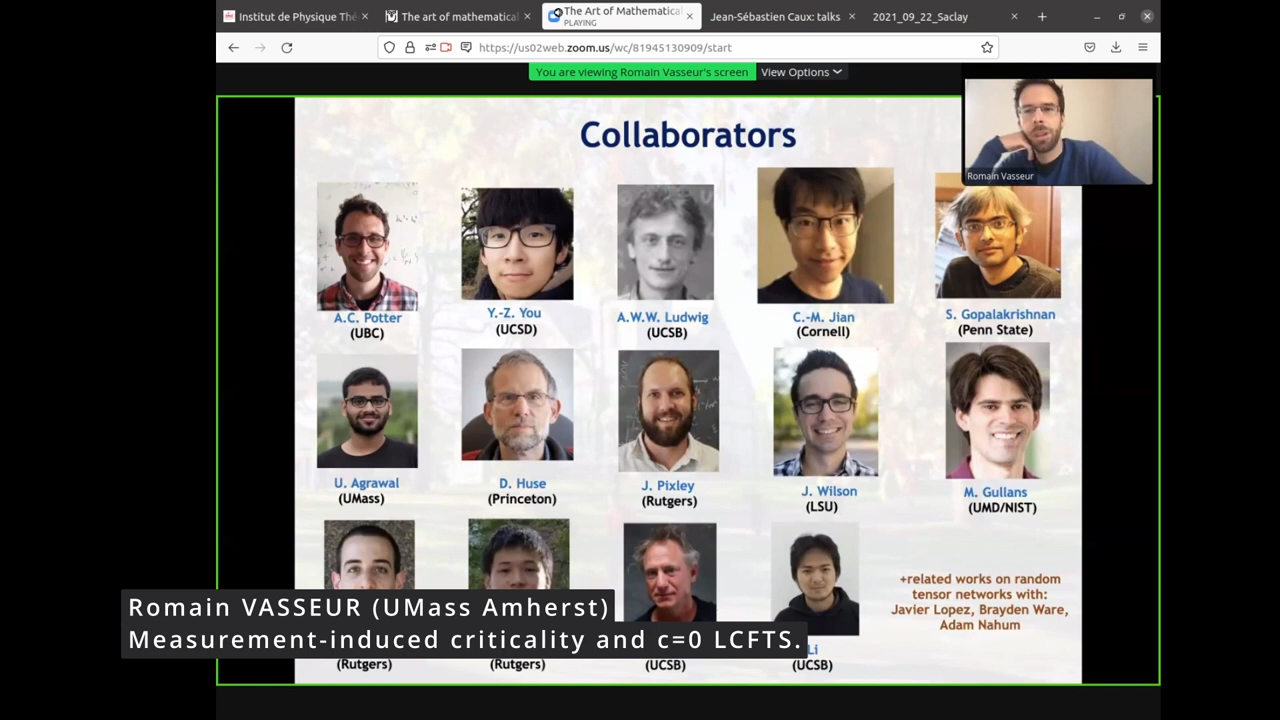 Institut de Physique Thé
The art of mathematical
The Art of Mathematical
PLAYING
Jean-Sébastien Caux: talks
2021_09_22_Saclay
https://us02web.zoom.us/wc/81945130909/start
You are viewing Romain Vasseur's screen
View Options
Collaborators
Romain Vasseur
A.C. Potter
(UBC)
Y.-Z. You
(UCSD)
A.W.W. Ludwig
(UCSB)
C.-M. Jian
(Cornell)
S. Gopalakrishnan
(Penn State)
U. Agrawal
(UMass)
D. Huse
(Princeton)
J. Pixley
(Rutgers)
J. Wilson
(LSU)
M. Gullans
(UMD/NIST)
+related works on random
tensor networks with:
Javier Lopez, Brayden Ware,
Adam Nahum
Romain VASSEUR (UMass Amherst)
Measurement-induced criticality and c=0 LCFTS.
Li
(Rutgers)
(Rutgers)
(UCSB)
(UCSB)